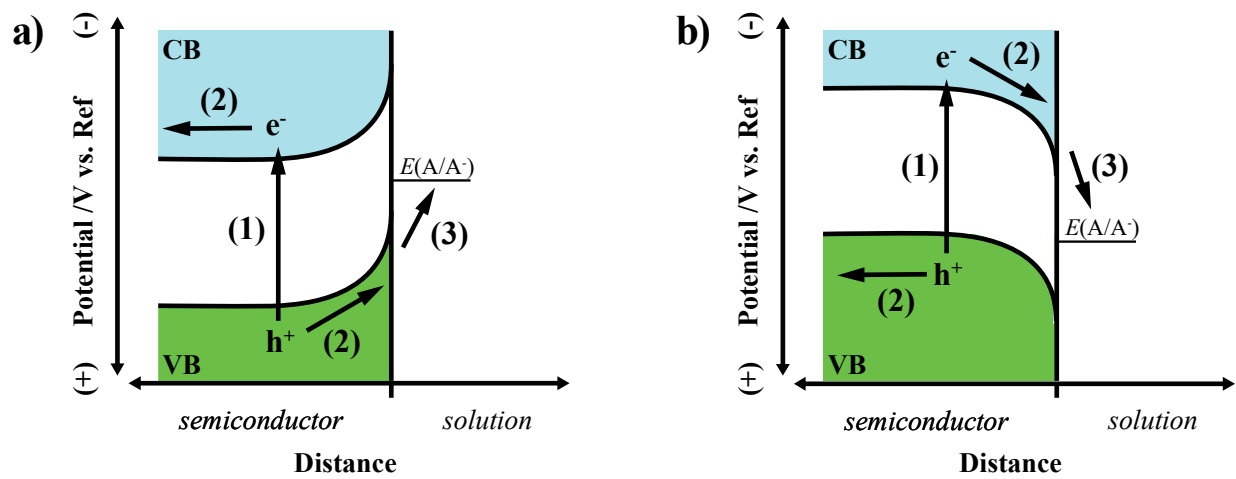 a)
Potential /V vs. Ref
(-)
(+)
CB
(2)
e-
E(A/A-)
(1)
(3)
h+
(2)
VB
semiconductor
solution
Distance
b)
Potential /V vs. Ref
(-)
(+)
CB
e-
(2)
(3)
(1)
E(A/A-)
h+
(2)
VB
semiconductor
solution
Distance